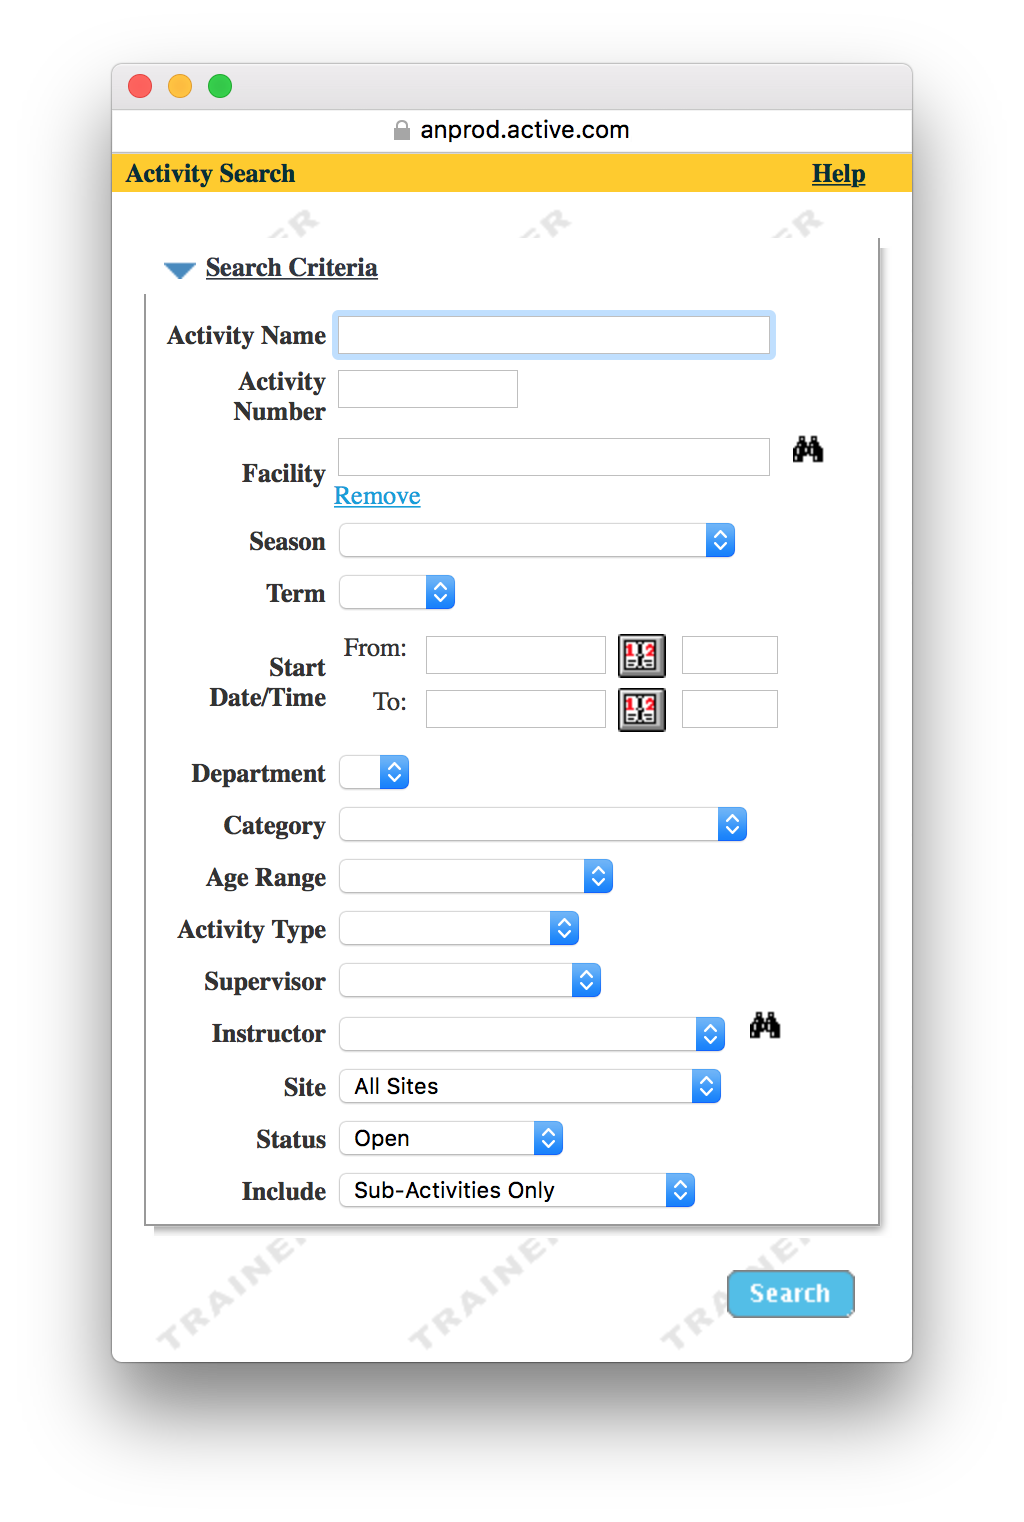 anprod.active.com
Activity Search Help
Search Criteria
Activity Name
Activity
Number
Facility
Remove
Season
Term
Start
Date/Time
From:
12
To:
12
Department
Category
Age Range
Activity Type
Supervisor
Instructor
Site All Sites
Status Open
Include Sub-Activities Only
TRAINER TRAINER TRAINER
Search